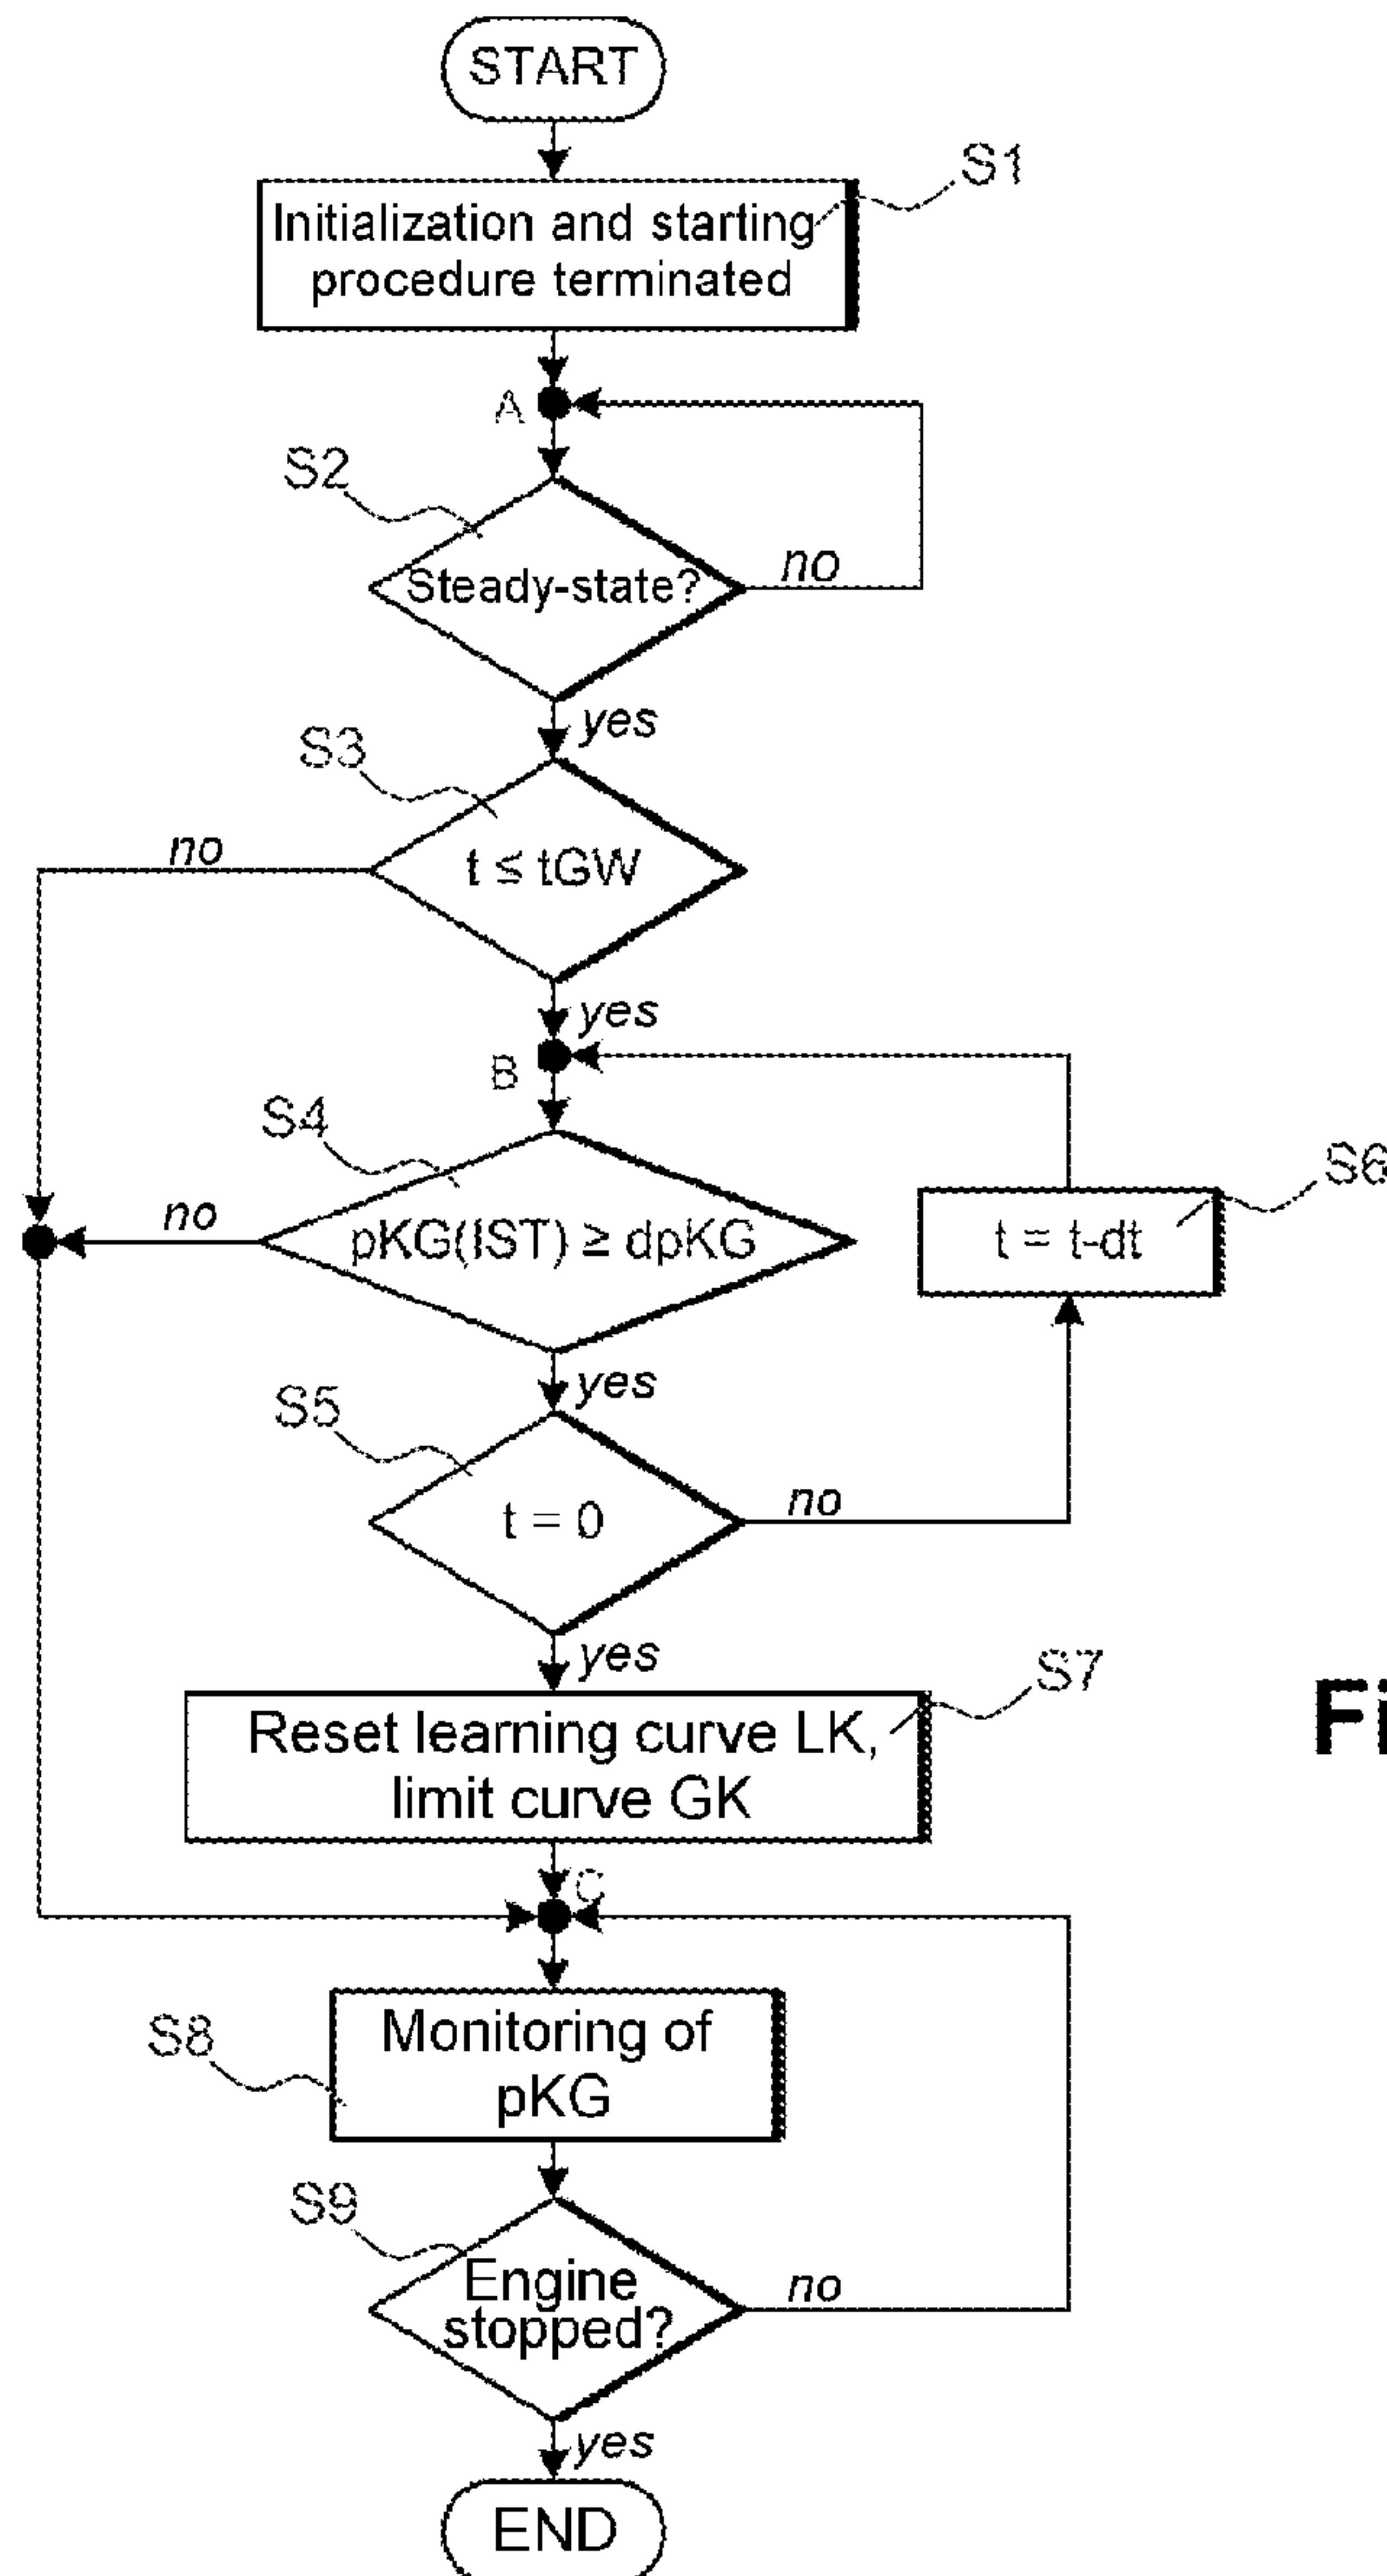 START
S1
Initialization and starting
procedure terminated
A
S2
Steady-state?
no
yes
S3
t ≤ tGW
no
yes
B
S4
pKG(IST) ≥ dpKG
no
S6
t = t-dt
yes
S5
t = 0
no
yes
S7
Reset learning curve LK,
limit curve GK
Fi
C
S8
Monitoring of
pKG
S9
Engine
stopped?
no
yes
END